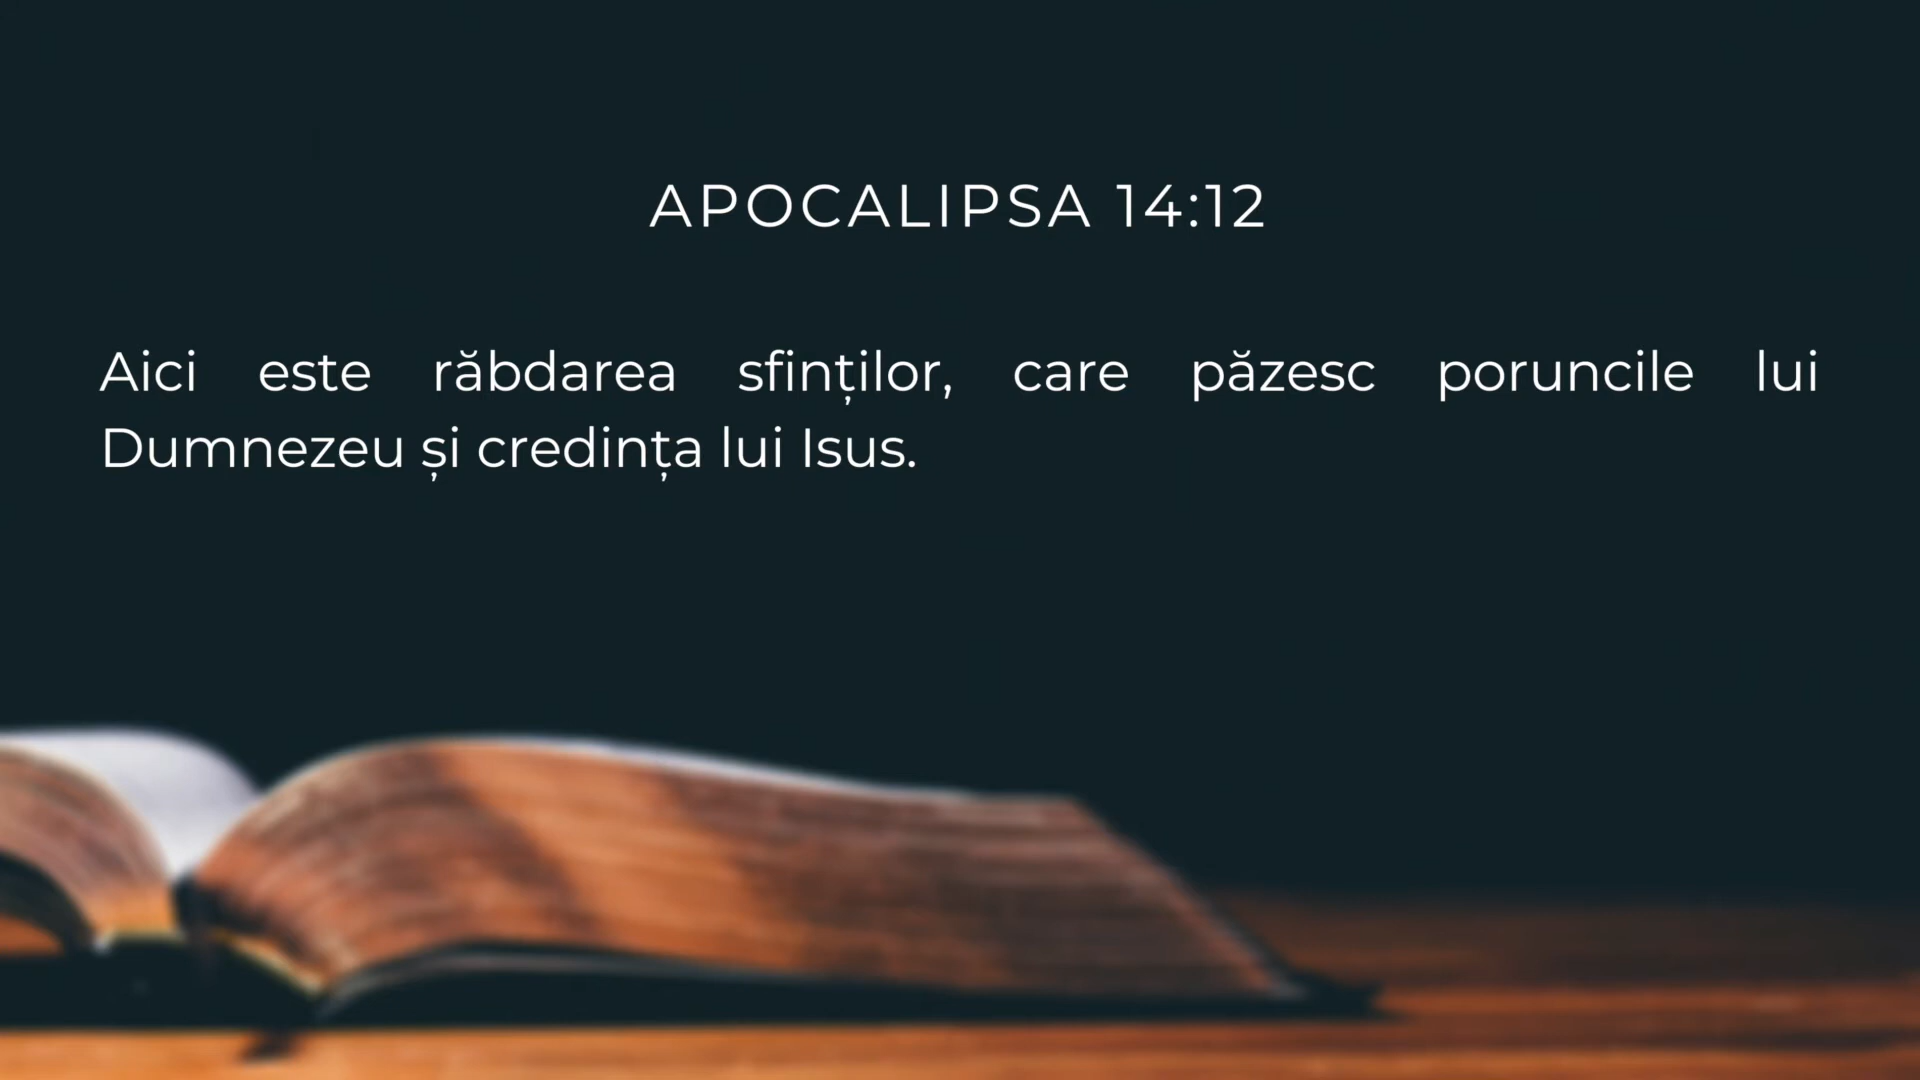 APOCALIPSA 14:12
Aici este răbdarea sfinților, care păzesc poruncile lui
Dumnezeu și credința lui Isus.